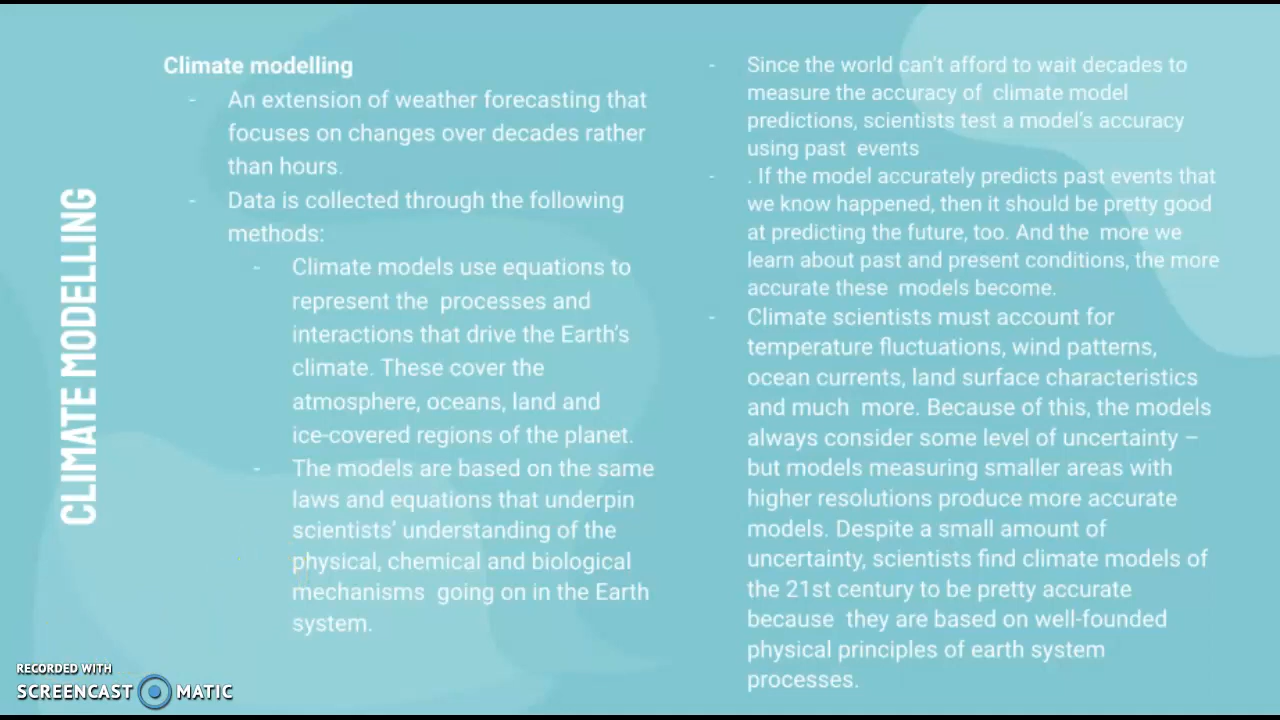 CLIMATE MODELLING
Climate modelling
- An extension of weather forecasting that
focuses on changes over decades rather
than hours.
- Data is collected through the following
methods:
- Climate models use equations to
represent the processes and
interactions that drive the Earth's
climate. These cover the
atmosphere, oceans, land and
ice-covered regions of the planet.
- The models are based on the same
laws and equations that underpin
scientists' understanding of the
physical, chemical and biological
mechanisms going on in the Earth
system.
- Since the world can't afford to wait decades to
measure the accuracy of climate model
predictions, scientists test a model's accuracy
using past events
- . If the model accurately predicts past events that
we know happened, then it should be pretty good
at predicting the future, too. And the more we
learn about past and present conditions, the more
accurate these models become.
- Climate scientists must account for
temperature fluctuations, wind patterns,
ocean currents, land surface characteristics
and much more. Because of this, the models
always consider some level of uncertainty –
but models measuring smaller areas with
higher resolutions produce more accurate
models. Despite a small amount of
uncertainty, scientists find climate models of
the 21st century to be pretty accurate
because they are based on well-founded
physical principles of earth system
processes.
RECORDED WITH
SCREENCAST MATIC